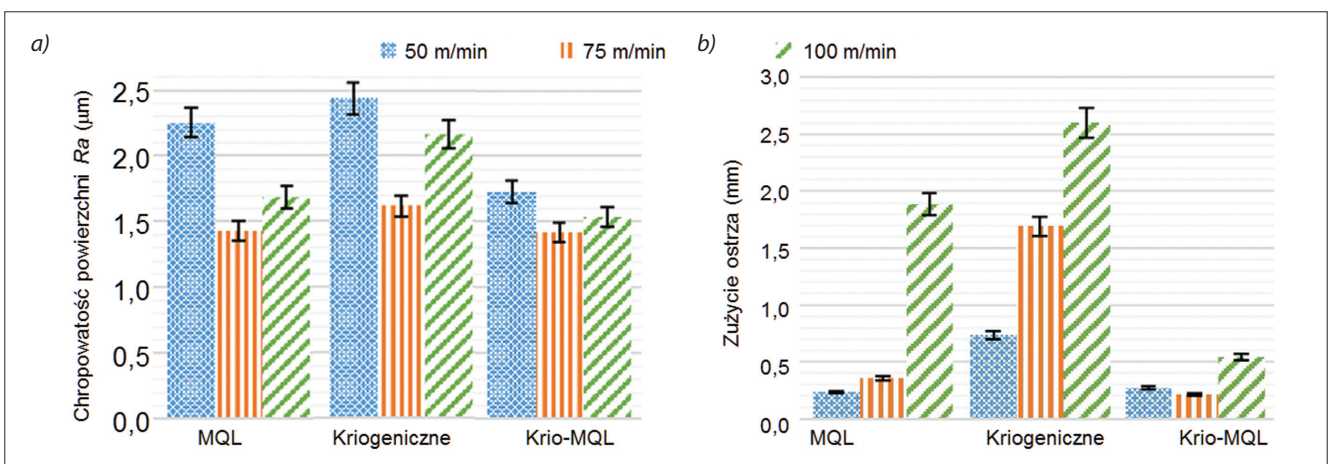 a)
50 m/min
75 m/min
100 m/min
Chropowatość powierzchni Ra (μm)
2,5
2,0
1,5
1,0
0,5
0,0
MQL
Kriogeniczne
Krio-MQL
b)
Zużycie ostrza (mm)
3,0
2,5
2,0
1,5
1,0
0,5
0,0
MQL
Kriogeniczne
Krio-MQL